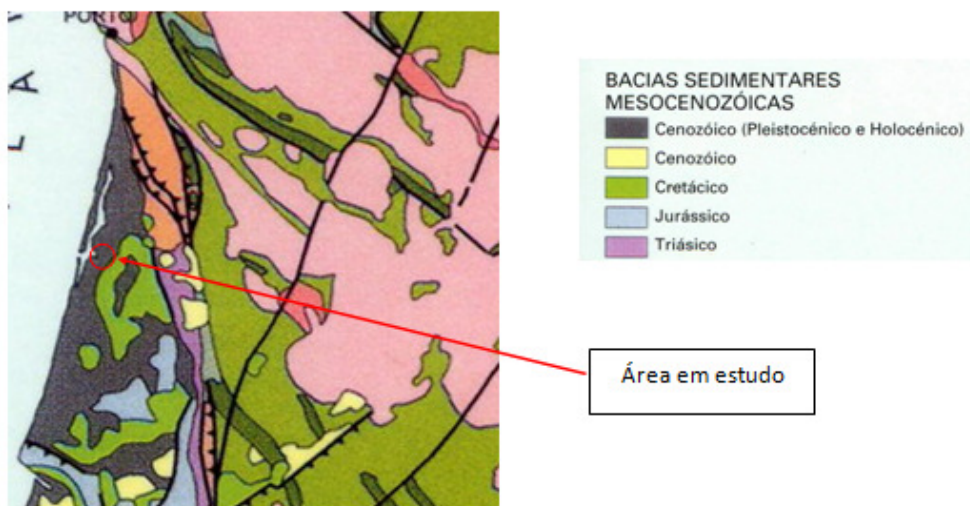 PORTO
L A
BACIAS SEDIMENTARES
MESOCENOZÓICAS
Cenozóico (Pleistocénico e Holocénico)
Cenozóico
Cretácico
Jurássico
Triásico
Área em estudo